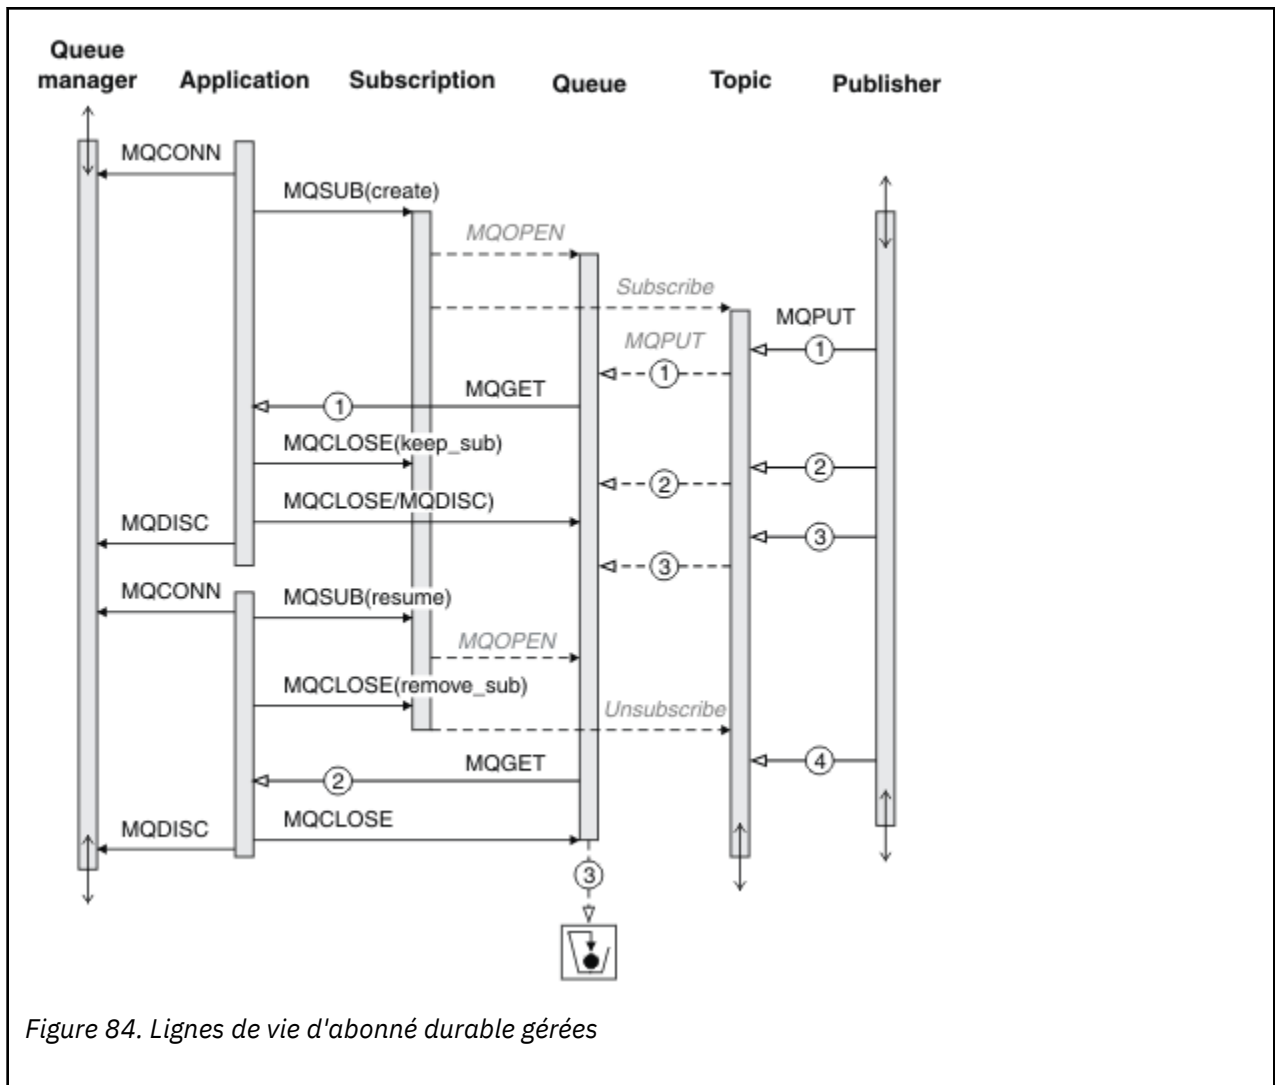 Queue
manager
Application
Subscription
Queue
Topic
Publisher
MQCONN
MQSUB(create)
MQOPEN
Subscribe
MQPUT
1
MQPUT
1
MQGET
1
MQCLOSE(keep_sub)
2
2
MQCLOSE/MQDISC)
MQDISC
3
3
MQCONN
MQSUB(resume)
MQOPEN
MQCLOSE(remove_sub)
Unsubscribe
4
MQGET
2
MQCLOSE
MQDISC
3
Figure 84. Lignes de vie d'abonné durable gérées